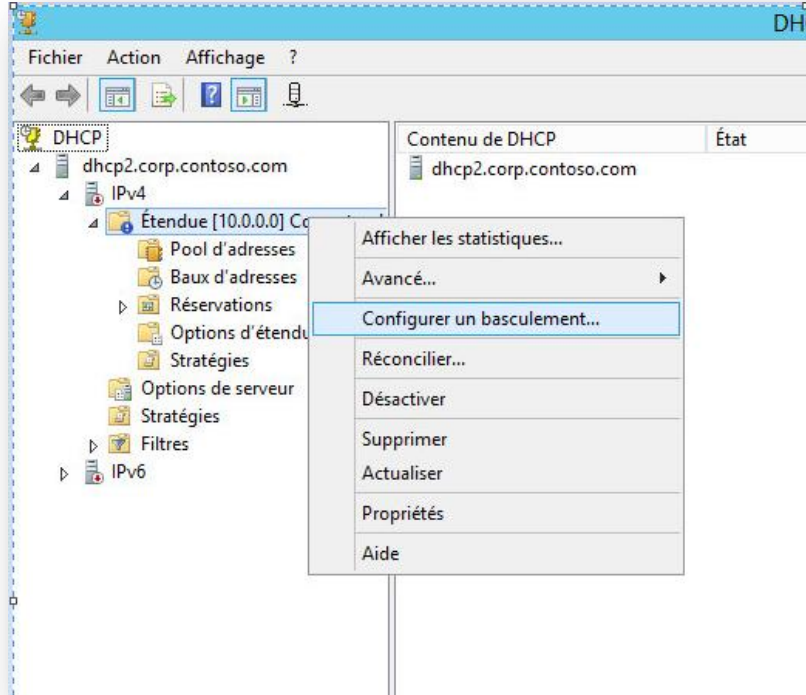 DH
Fichier Action Affichage ?
DHCP
dhcp2.corp.contoso.com
IPv4
Étendue [10.0.0.0]
Pool d'adresses
Baux d'adresses
Réservations
Options d'étendu
Stratégies
Options de serveur
Stratégies
Filtres
IPv6
Contenu de DHCP État
dhcp2.corp.contoso.com
Afficher les statistiques...
Avancé...
Configurer un basculement...
Réconcilier...
Désactiver
Supprimer
Actualiser
Propriétés
Aide